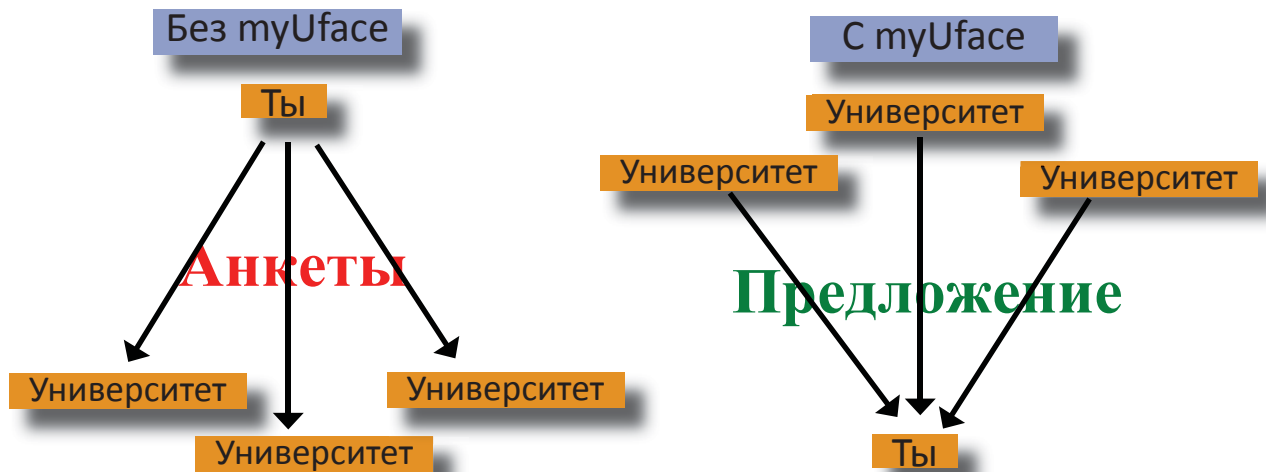 Без myUface
Ты
Анкеты
Университет
Университет
Университет
С myUface
Университет
Университет
Университет
Предложение
Ты